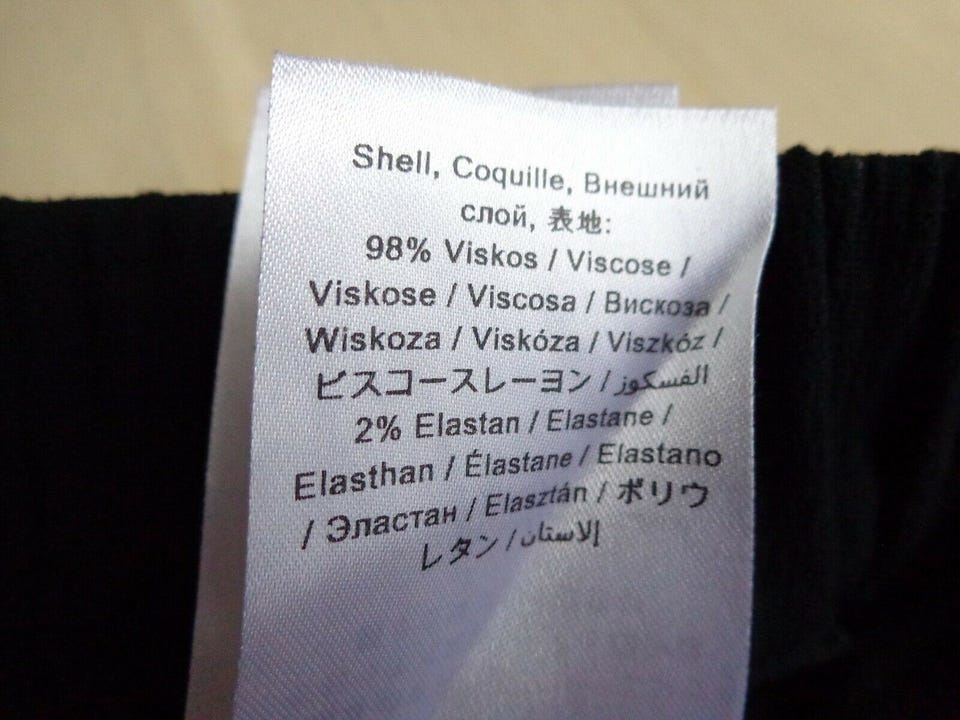 Shell, Coquille, Внешний
слой, 表地:
98% Viskos / Viscose /
Viskose / Viscosa / Вискоза /
Wiskoza / Viskóza / Viszkóz /
ビスコースレーヨン / الفسكوز
2% Elastan / Elastane /
Elasthan / Élastane / Elastano
/ Эластан / Elasztán / ポリウ
レタン / إلاستان